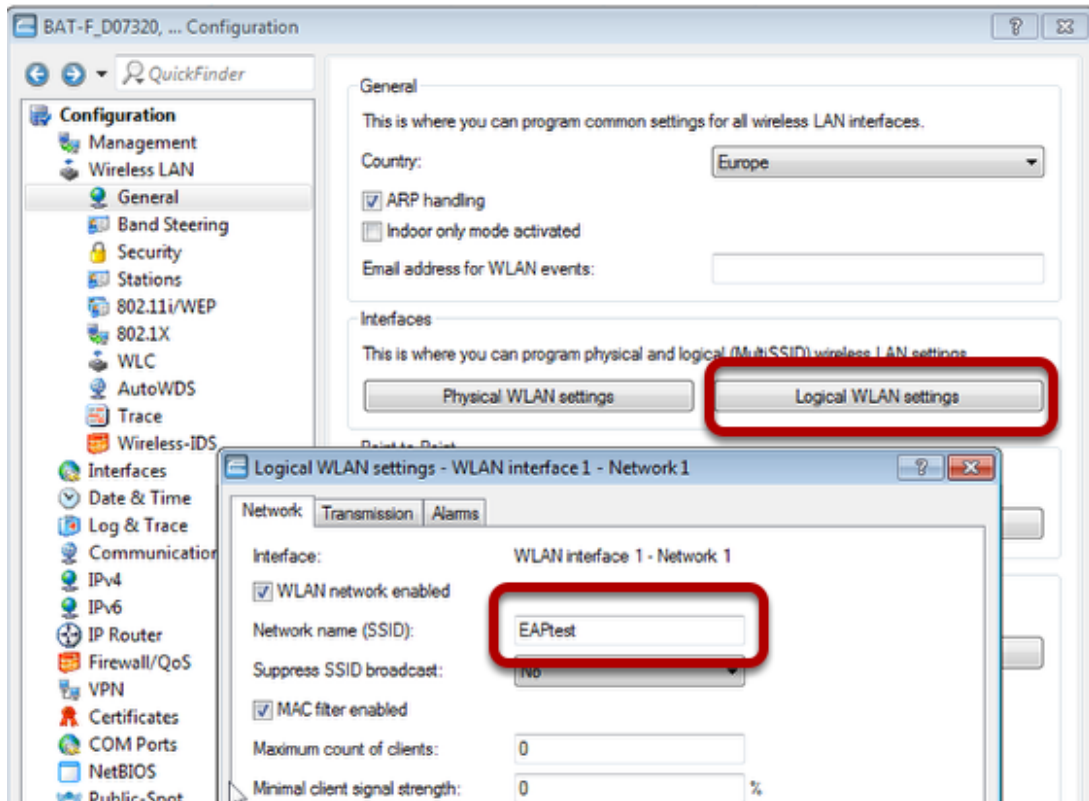 BAT-F_D07320, ... Configuration
QuickFinder
Configuration
Management
Wireless LAN
General
Band Steering
Security
Stations
802.11i/WEP
802.1X
WLC
AutoWDS
Trace
Wireless-IDS
Interfaces
Date & Time
Log & Trace
Communication
IPv4
IPv6
IP Router
Firewall/QoS
VPN
Certificates
COM Ports
NetBIOS
Public-Spot
General
This is where you can program common settings for all wireless LAN interfaces.
Country: Europe
ARP handling
Indoor only mode activated
Email address for WLAN events:
Interfaces
This is where you can program physical and logical (MultiSSID) wireless LAN settings
Physical WLAN settings Logical WLAN settings
Point-to-Point
Logical WLAN settings - WLAN interface 1 - Network 1
Network Transmission Alarms
Interface: WLAN interface 1 - Network 1
WLAN network enabled
Network name (SSID): EAPtest
Suppress SSID broadcast: No
MAC filter enabled
Maximum count of clients: 0
Minimal client signal strength: 0 %